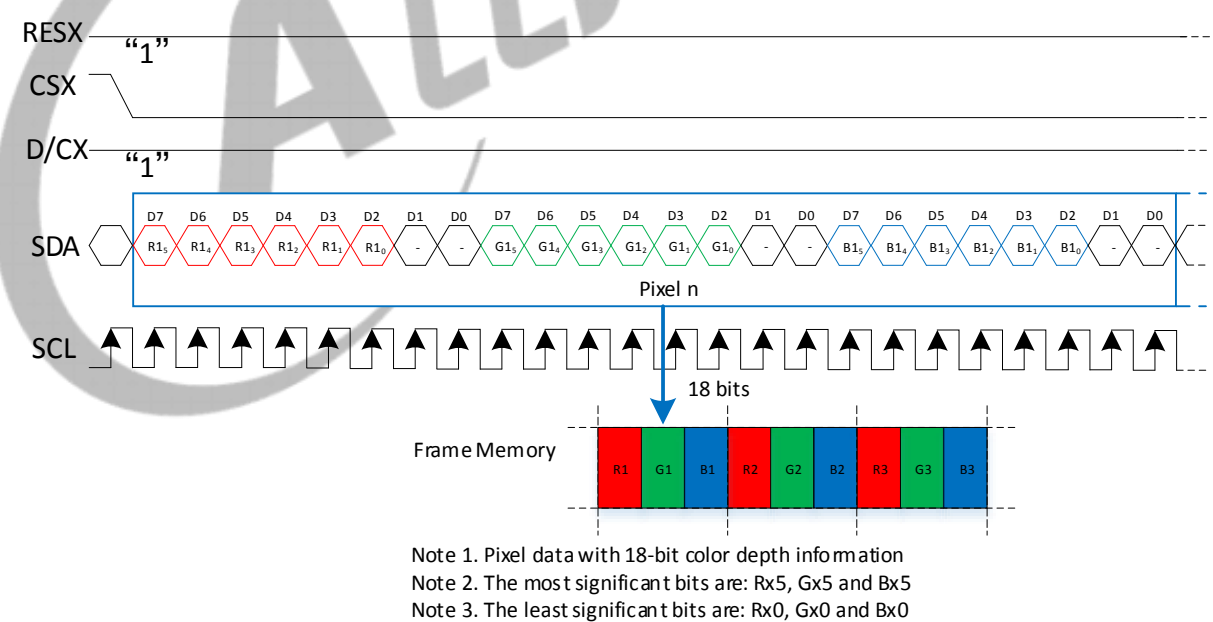 RESX "1"
CSX
D/CX "1"
D7 D6 D5 D4 D3 D2 D1 D0 D7 D6 D5 D4 D3 D2 D1 D0 D7 D6 D5 D4 D3 D2 D1 D0
SDA R1₅ R1₄ R1₃ R1₂ R1₁ R1₀ - - G1₅ G1₄ G1₃ G1₂ G1₁ G1₀ - - B1₅ B1₄ B1₃ B1₂ B1₁ B1₀ - -
Pixel n
SCL
18 bits
Frame Memory
R1 G1 B1 R2 G2 B2 R3 G3 B3
Note 1. Pixel data with 18-bit color depth information
Note 2. The most significant bits are: Rx5, Gx5 and Bx5
Note 3. The least significant bits are: Rx0, Gx0 and Bx0